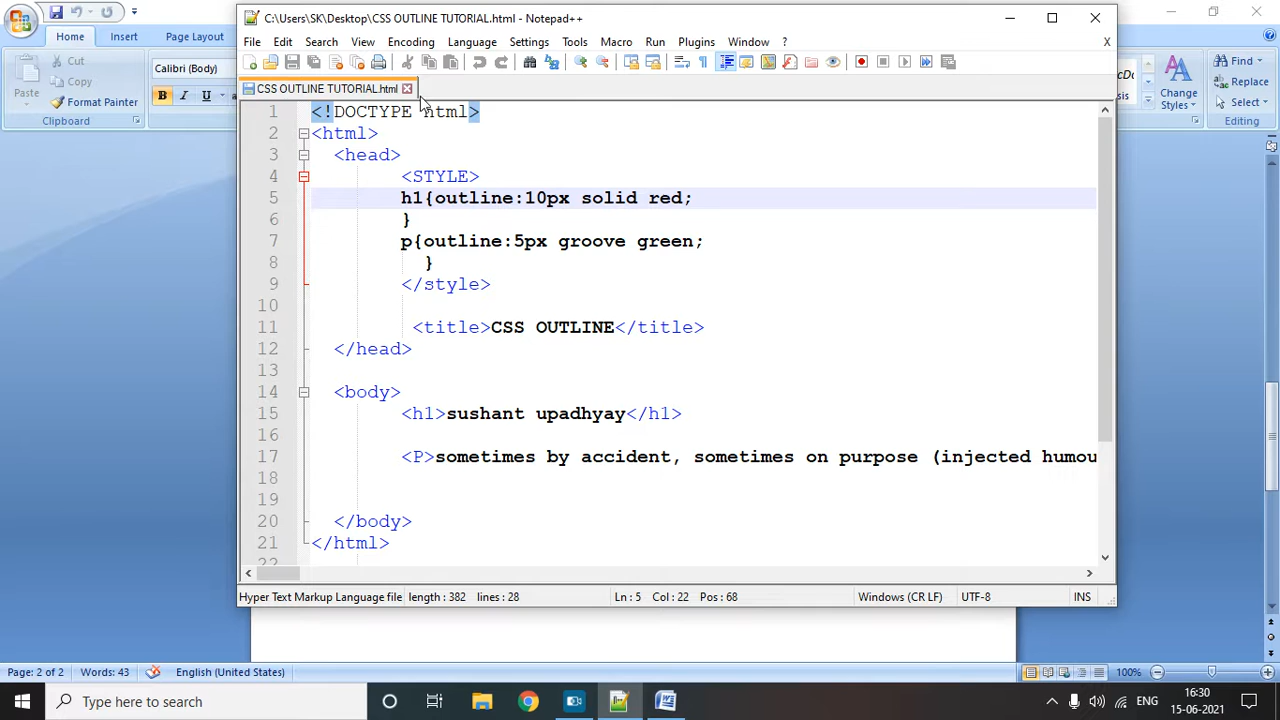 C:\Users\SK\Desktop\CSS OUTLINE TUTORIAL.html - Notepad++
File Edit Search View Encoding Language Settings Tools Macro Run Plugins Window ? X
CSS OUTLINE TUTORIAL.html
Home Insert Page Layout
Cut
Copy
Paste
Format Painter
Clipboard
Calibri (Body)
B I U
Change
Styles
Find
Replace
Select
Editing
1 <!DOCTYPE html>
2 <html>
3 <head>
4 <STYLE>
5 h1{outline:10px solid red;
6 }
7 p{outline:5px groove green;
8 }
9 </style>
10
11 <title>CSS OUTLINE</title>
12 </head>
13
14 <body>
15 <h1>sushant upadhyay</h1>
16
17 <P>sometimes by accident, sometimes on purpose (injected humou
18
19
20 </body>
21 </html>
22
Hyper Text Markup Language file length : 382 lines : 28 Ln : 5 Col : 22 Pos : 68 Windows (CR LF) UTF-8 INS
Page: 2 of 2 Words: 43 English (United States) 100%
Type here to search
ENG
16:30
15-06-2021